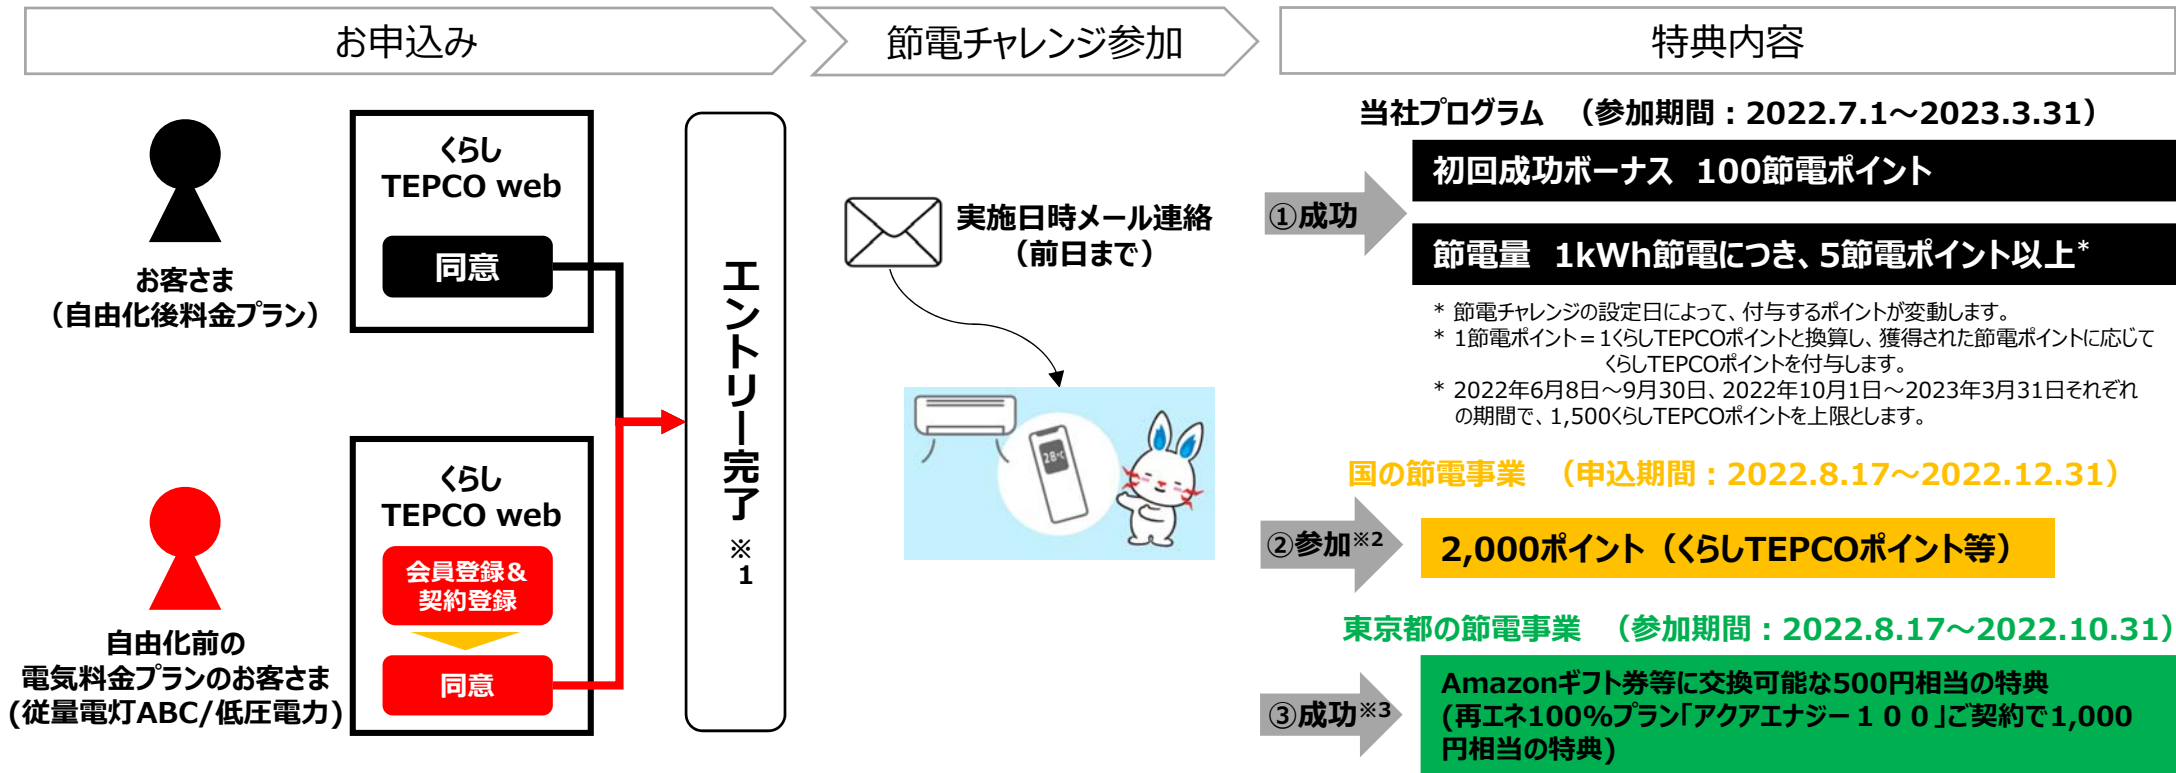 お申込み
節電チャレンジ参加
特典内容
お客さま
（自由化後料金プラン）
くらし
TEPCO web
同意
自由化前の
電気料金プランのお客さま
(従量電灯ABC/低圧電力)
くらし
TEPCO web
会員登録＆
契約登録
同意
エントリー完了 ※1
実施日時メール連絡
（前日まで）
28℃
当社プログラム　（参加期間：2022.7.1～2023.3.31）
①成功
初回成功ボーナス 100節電ポイント
節電量 1kWh節電につき、5節電ポイント以上*
* 節電チャレンジの設定日によって、付与するポイントが変動します。
* 1節電ポイント＝1くらしTEPCOポイントと換算し、獲得された節電ポイントに応じて
くらしTEPCOポイントを付与します。
* 2022年6月8日～9月30日、2022年10月1日～2023年3月31日それぞれ
の期間で、1,500くらしTEPCOポイントを上限とします。
国の節電事業　（申込期間：2022.8.17～2022.12.31）
②参加※2
2,000ポイント（くらしTEPCOポイント等）
東京都の節電事業　（参加期間：2022.8.17～2022.10.31）
③成功※3
Amazonギフト券等に交換可能な500円相当の特典
(再エネ100%プラン「アクアエナジー１００」ご契約で1,000
円相当の特典)